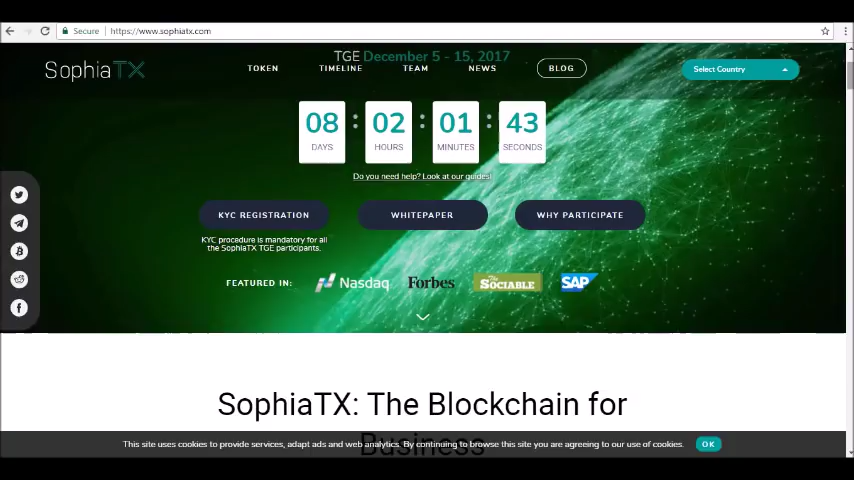 Secure
https://www.sophiatx.com
TGE December 5 - 15, 2017
SophiaTX
TOKEN
TIMELINE
TEAM
NEWS
BLOG
Select Country
08 : 02 : 01 : 43
DAYS HOURS MINUTES SECONDS
Do you need help? Look at our guides!
KYC REGISTRATION
WHITEPAPER
WHY PARTICIPATE
KYC procedure is mandatory for all
the SophiaTX TGE participants.
FEATURED IN:
Nasdaq
Forbes
The
SOCIABLE
SAP
SophiaTX: The Blockchain for
Business
This site uses cookies to provide services, adapt ads and web analytics. By continuing to browse this site you are agreeing to our use of cookies.
OK